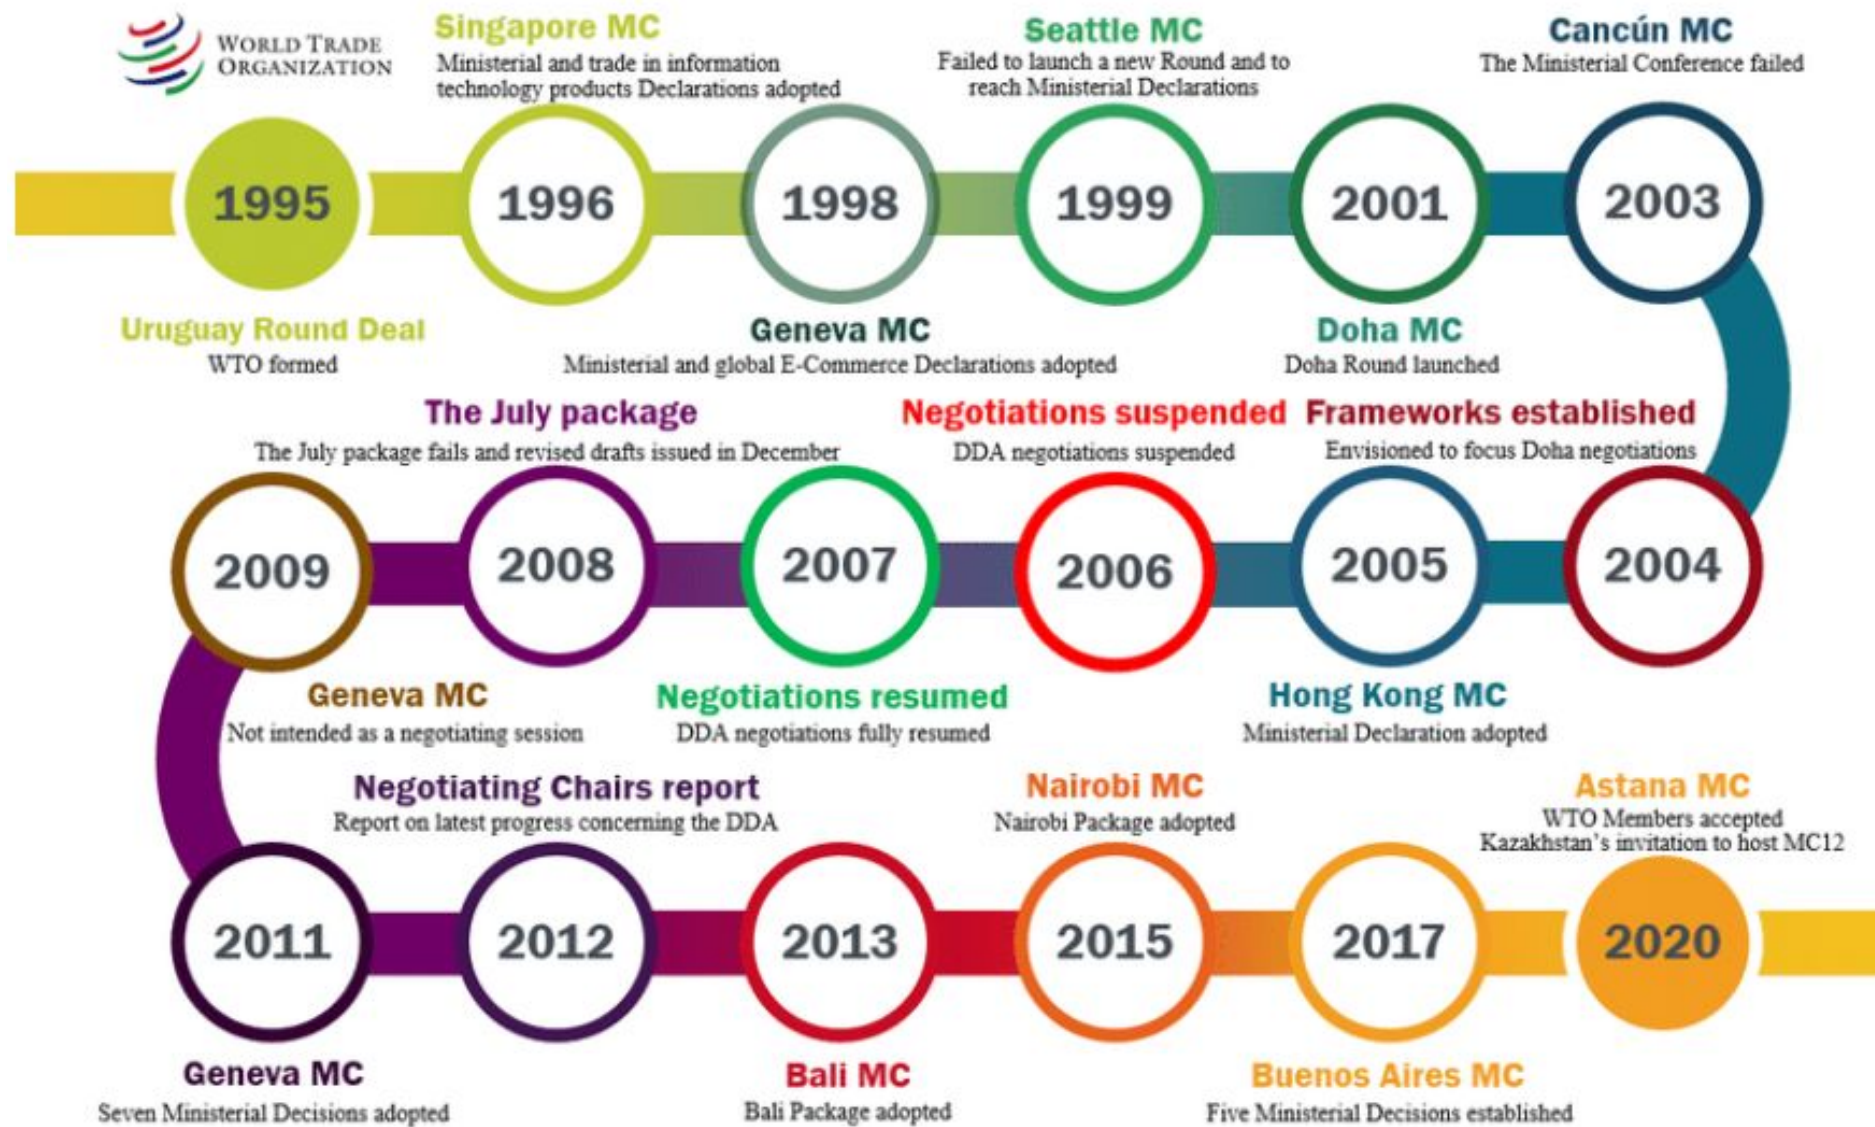 WORLD TRADE
ORGANIZATION
Singapore MC
Ministerial and trade in information
technology products Declarations adopted
Seattle MC
Failed to launch a new Round and to
reach Ministerial Declarations
Cancún MC
The Ministerial Conference failed
1995
1996
1998
1999
2001
2003
Uruguay Round Deal
WTO formed
Geneva MC
Ministerial and global E-Commerce Declarations adopted
Doha MC
Doha Round launched
The July package
The July package fails and revised drafts issued in December
Negotiations suspended
DDA negotiations suspended
Frameworks established
Envisioned to focus Doha negotiations
2009
2008
2007
2006
2005
2004
Geneva MC
Not intended as a negotiating session
Negotiations resumed
DDA negotiations fully resumed
Hong Kong MC
Ministerial Declaration adopted
Negotiating Chairs report
Report on latest progress concerning the DDA
Nairobi MC
Nairobi Package adopted
Astana MC
WTO Members accepted
Kazakhstan's invitation to host MC12
2011
2012
2013
2015
2017
2020
Geneva MC
Seven Ministerial Decisions adopted
Bali MC
Bali Package adopted
Buenos Aires MC
Five Ministerial Decisions established